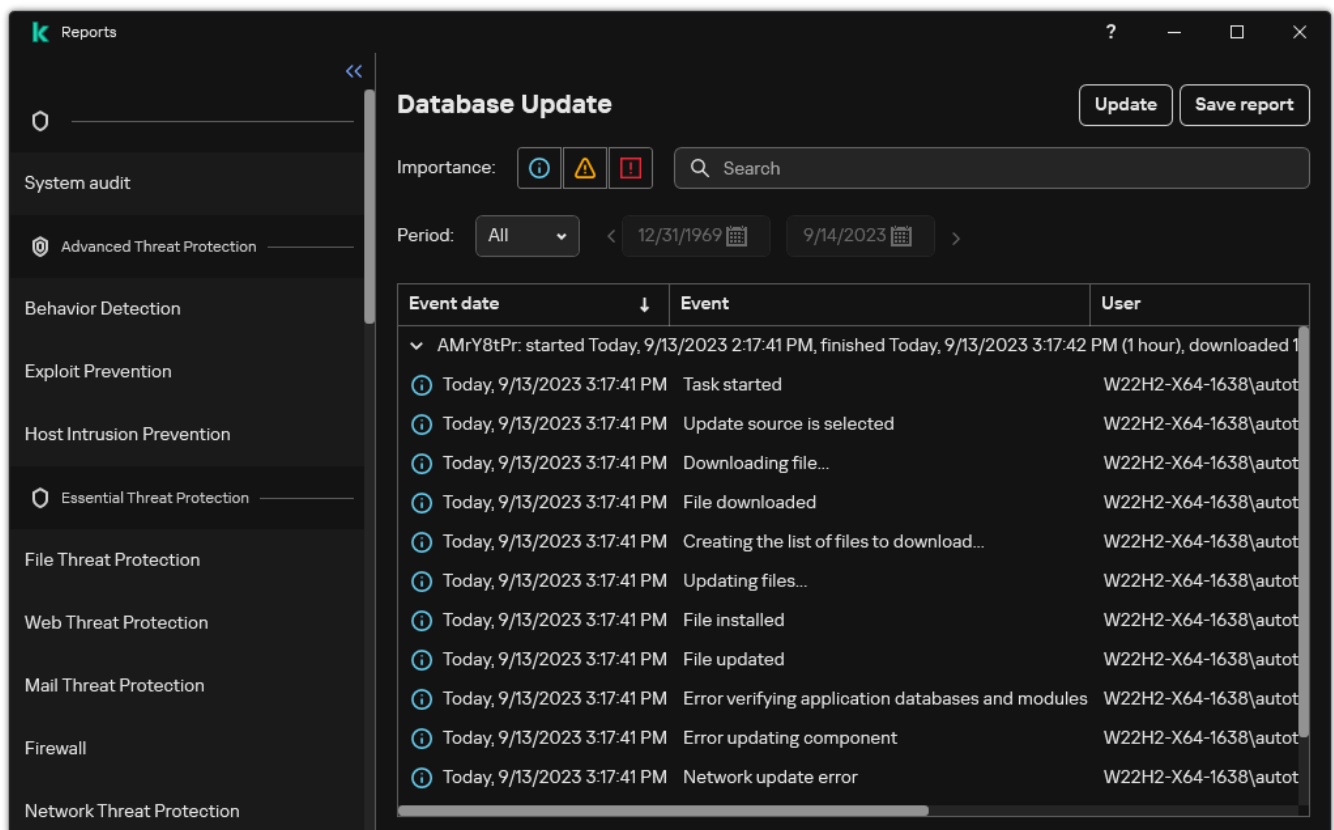 Reports
?
<<
Database Update
Update
Save report
System audit
Importance:
Search
Advanced Threat Protection
Period:
All
12/31/1969
9/14/2023
Behavior Detection
Exploit Prevention
Host Intrusion Prevention
Essential Threat Protection
File Threat Protection
Web Threat Protection
Mail Threat Protection
Firewall
Network Threat Protection
Event date ↓ Event User
AMrY8tPr: started Today, 9/13/2023 2:17:41 PM, finished Today, 9/13/2023 3:17:42 PM (1 hour), downloaded 1
Today, 9/13/2023 3:17:41 PM Task started W22H2-X64-1638\autot
Today, 9/13/2023 3:17:41 PM Update source is selected W22H2-X64-1638\autot
Today, 9/13/2023 3:17:41 PM Downloading file... W22H2-X64-1638\autot
Today, 9/13/2023 3:17:41 PM File downloaded W22H2-X64-1638\autot
Today, 9/13/2023 3:17:41 PM Creating the list of files to download... W22H2-X64-1638\autot
Today, 9/13/2023 3:17:41 PM Updating files... W22H2-X64-1638\autot
Today, 9/13/2023 3:17:41 PM File installed W22H2-X64-1638\autot
Today, 9/13/2023 3:17:41 PM File updated W22H2-X64-1638\autot
Today, 9/13/2023 3:17:41 PM Error verifying application databases and modules W22H2-X64-1638\autot
Today, 9/13/2023 3:17:41 PM Error updating component W22H2-X64-1638\autot
Today, 9/13/2023 3:17:41 PM Network update error W22H2-X64-1638\autot